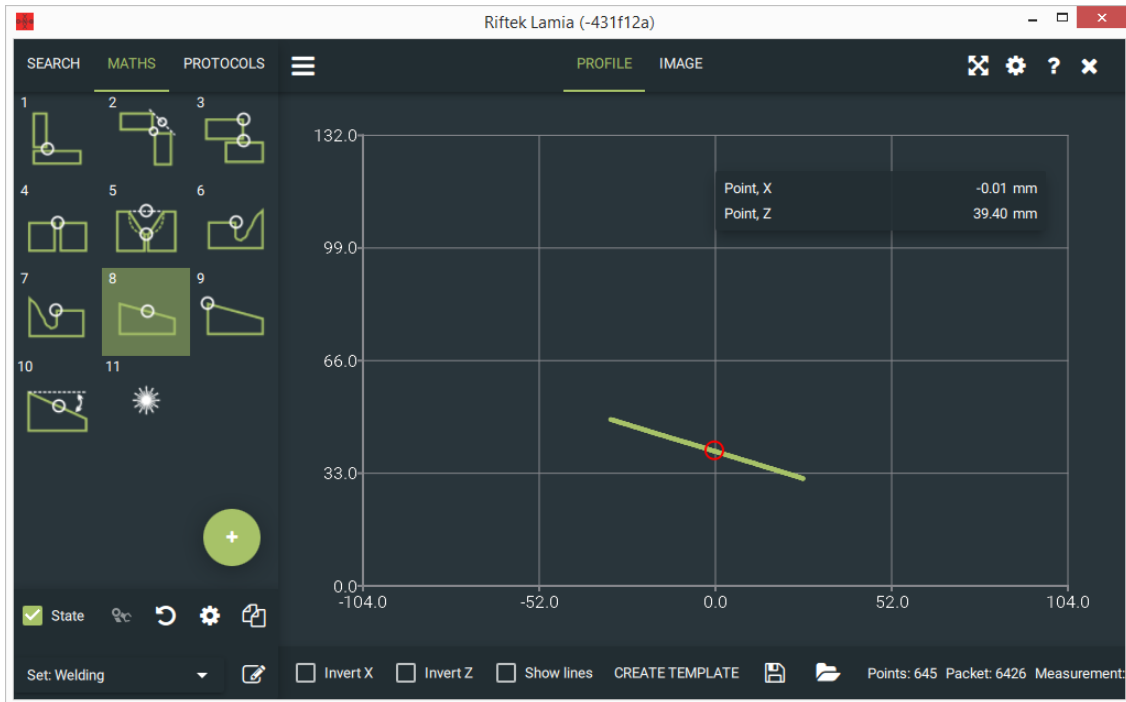 Riftek Lamia (-431f12a)
SEARCH MATHS PROTOCOLS
PROFILE IMAGE
?
1 2 3
4 5 6
7 8 9
10 11
+
State
Set: Welding
132.0
99.0
66.0
33.0
0.0
-104.0 -52.0 0.0 52.0 104.0
Point, X -0.01 mm
Point, Z 39.40 mm
Invert X Invert Z Show lines CREATE TEMPLATE Points: 645 Packet: 6426 Measurement: